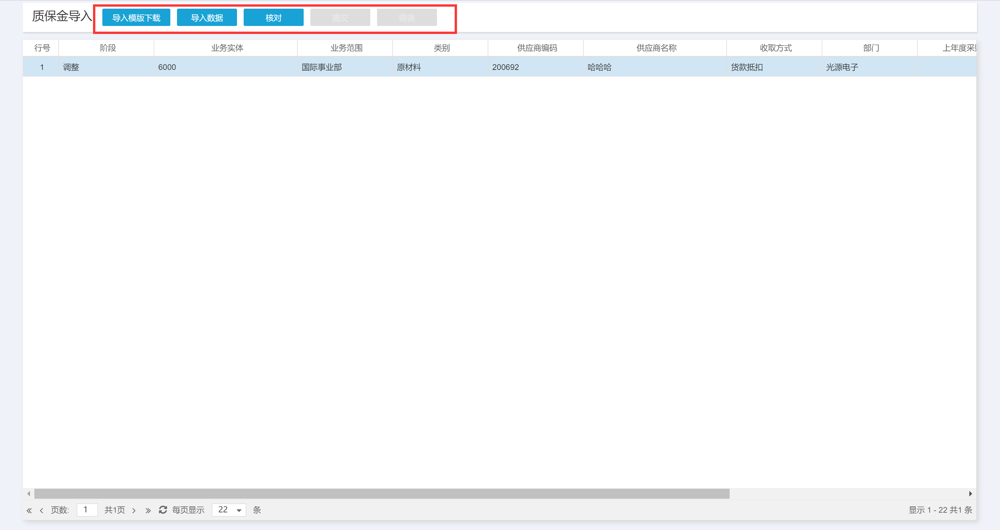 质保金导入 导入模版下载 导入数据 核对 提交 错误
行号 阶段 业务实体 业务范围 类别 供应商编码 供应商名称 收取方式 部门 上年度采
1 调整 6000 国际事业部 原材料 200692 哈哈哈 货款抵扣 光源电子
« ‹ 页数: 1 共1页 › » 每页显示 22 条 显示 1 - 22 共1 条